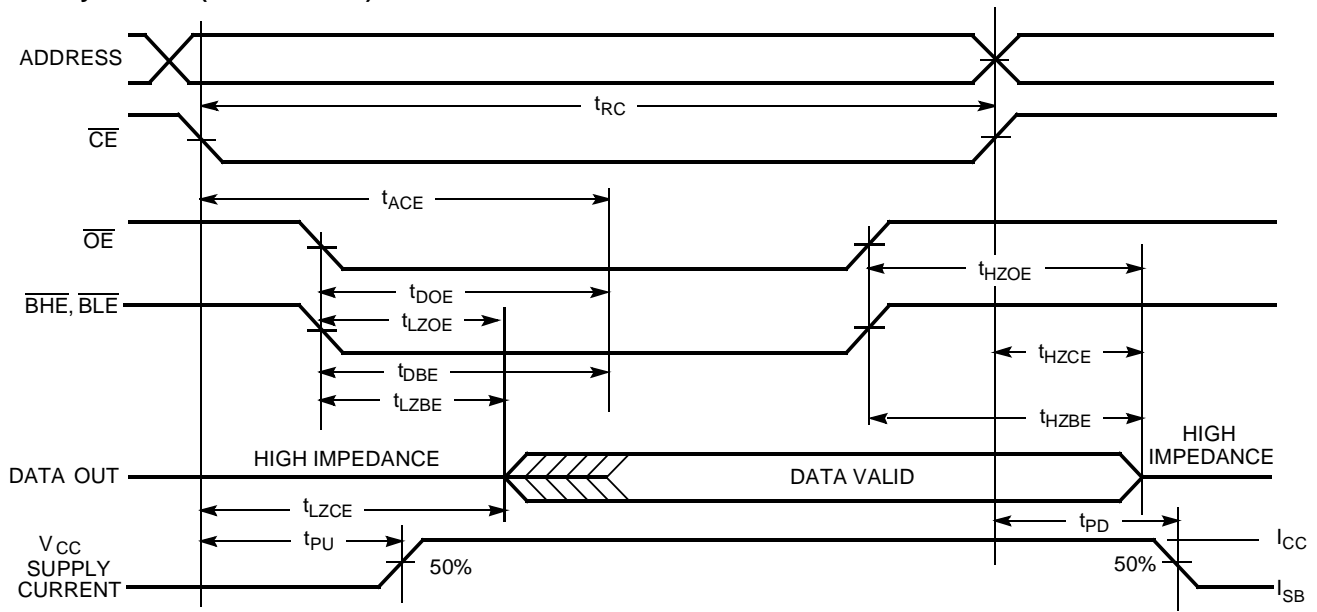 ADDRESS
tRC
CE
tACE
OE
tHZOE
tDOE
BHE, BLE
tLZOE
tHZCE
tDBE
tLZBE
tHZBE
HIGH IMPEDANCE
HIGH
IMPEDANCE
DATA OUT
DATA VALID
tLZCE
tPD
tPU
VCC
SUPPLY
CURRENT
50%
50%
ICC
ISB